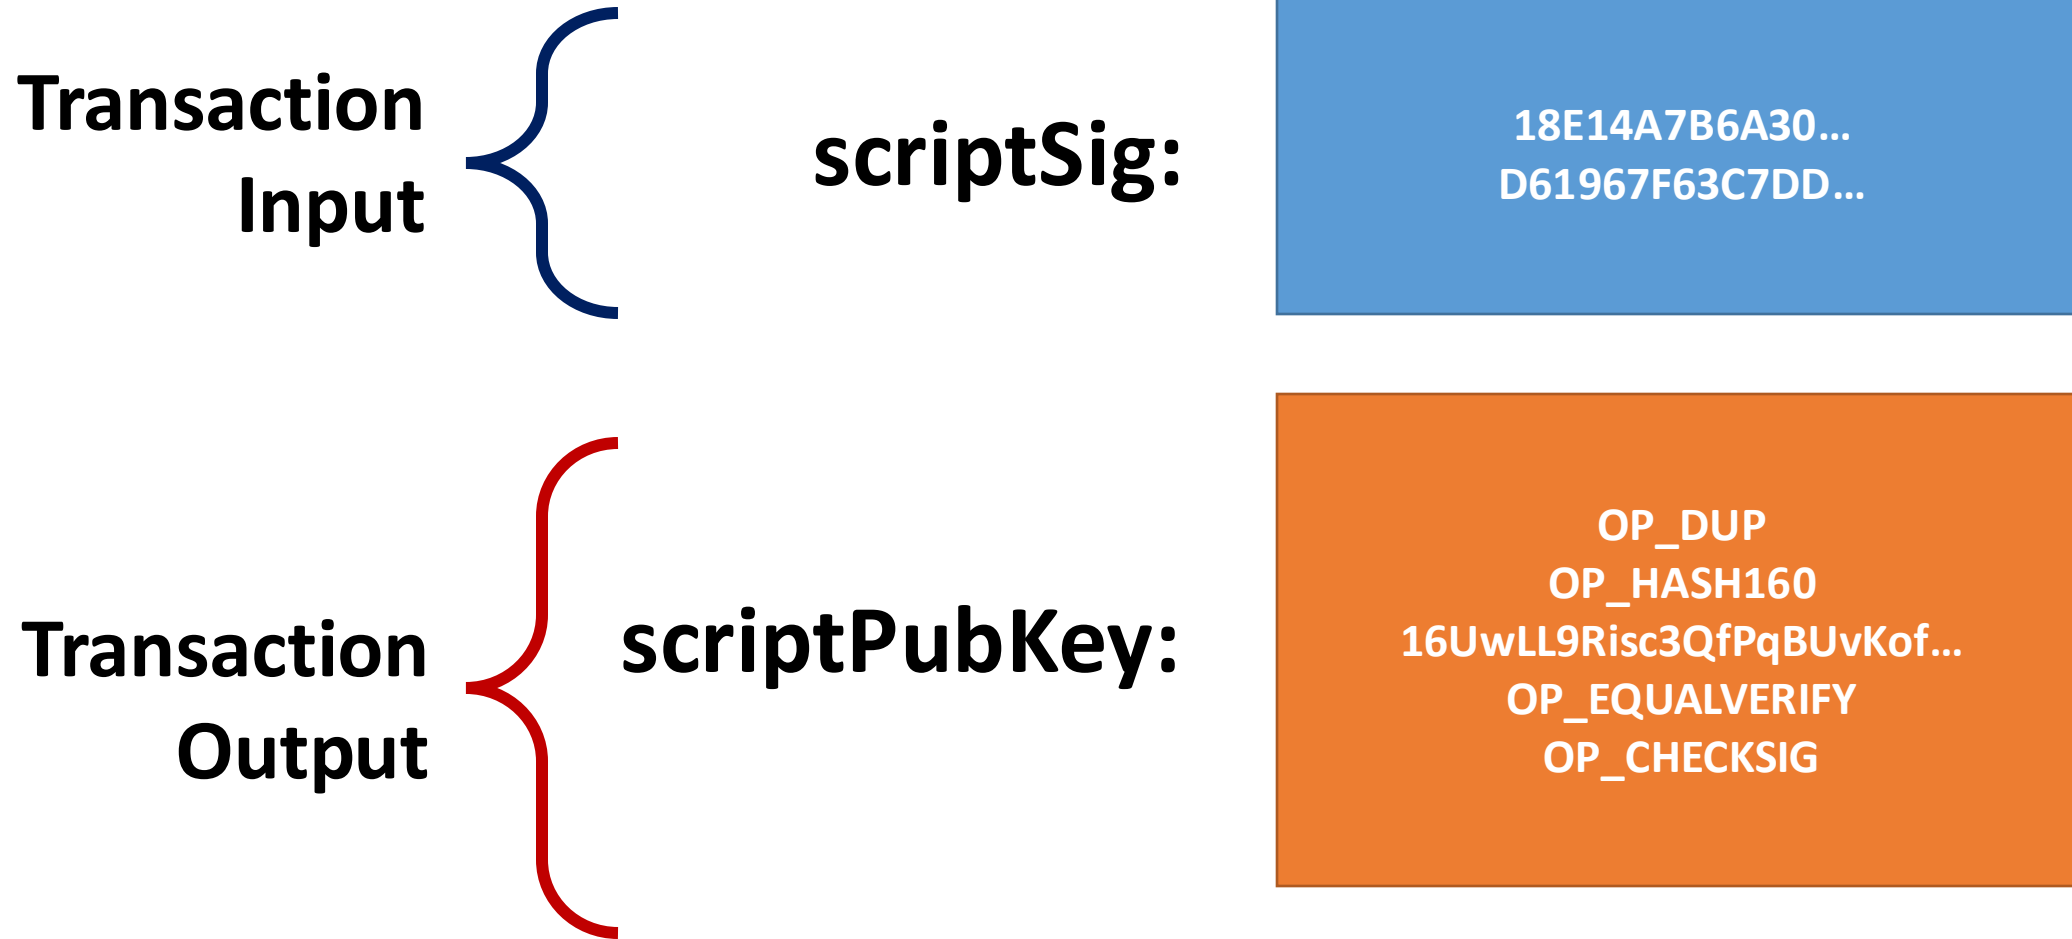 Transaction
Input
scriptSig:
18E14A7B6A30...
D61967F63C7DD...
Transaction
Output
scriptPubKey:
OP_DUP
OP_HASH160
16UwLL9Risc3QfPqBUvKof...
OP_EQUALVERIFY
OP_CHECKSIG